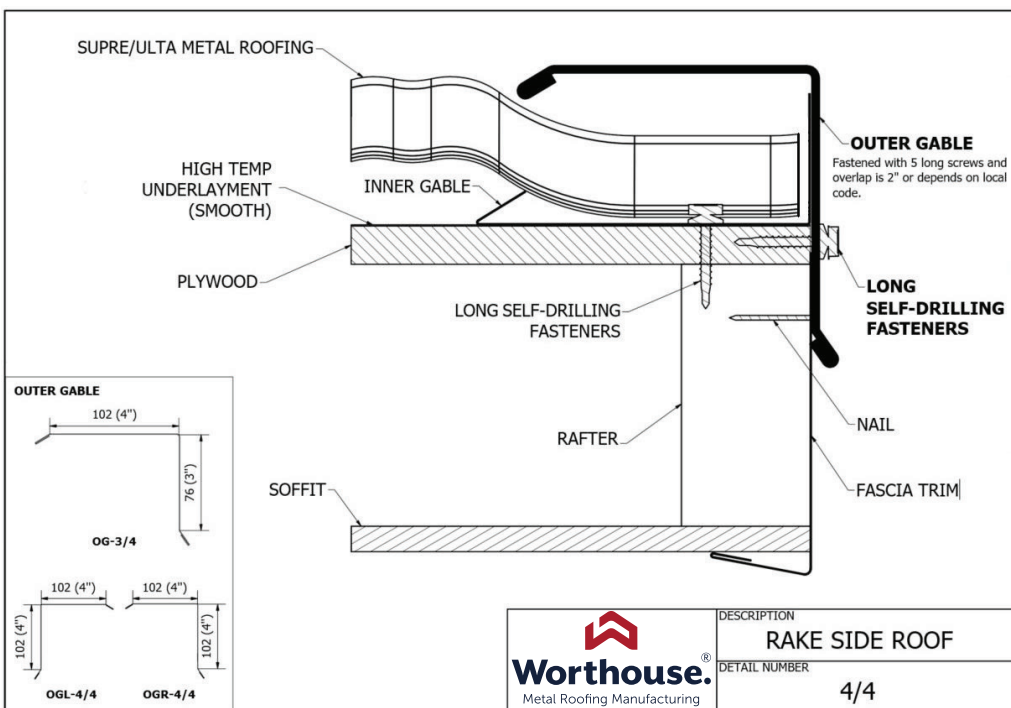 SUPRE/ULTA METAL ROOFING
OUTER GABLE
Fastened with 5 long screws and
overlap is 2" or depends on local
code.
HIGH TEMP
UNDERLAYMENT
(SMOOTH)
INNER GABLE
PLYWOOD
LONG SELF-DRILLING
FASTENERS
LONG
SELF-DRILLING
FASTENERS
NAIL
RAFTER
SOFFIT
FASCIA TRIM
OUTER GABLE
102 (4")
76 (3")
OG-3/4
102 (4")
102 (4")
102 (4")
102 (4")
OGL-4/4
OGR-4/4
Worthouse.®
Metal Roofing Manufacturing
DESCRIPTION
RAKE SIDE ROOF
DETAIL NUMBER
4/4